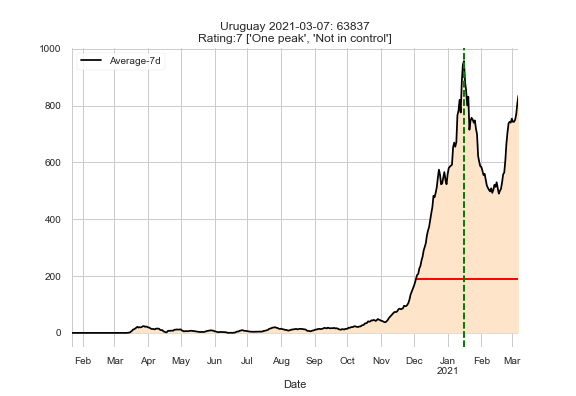 Uruguay 2021-03-07: 63837
Rating:7 ['One peak', 'Not in control']
1000
Average-7d
800
600
400
200
0
Feb Mar Apr May Jun Jul Aug Sep Oct Nov Dec Jan Feb Mar
2021
Date